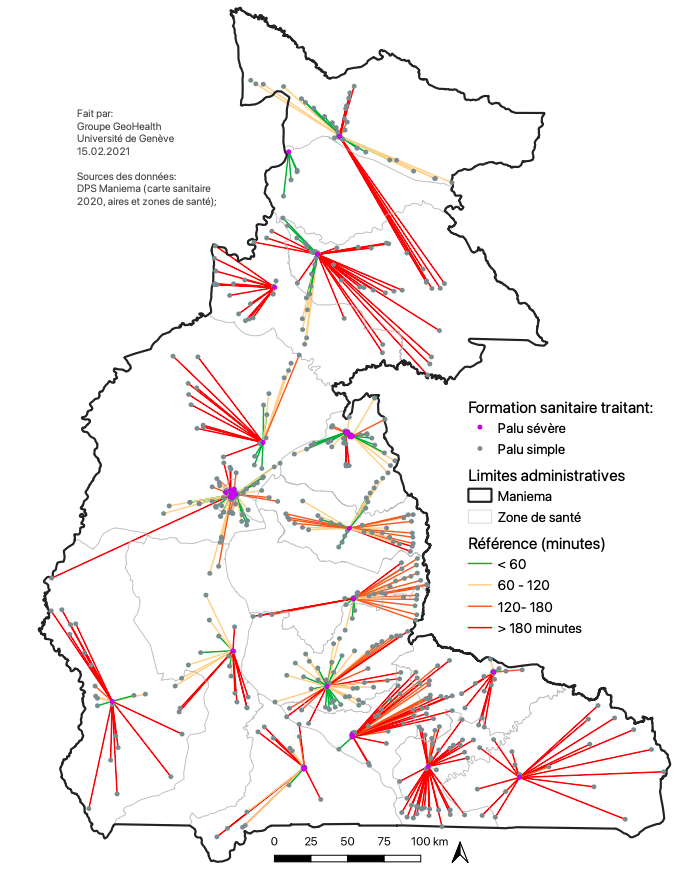 Fait par:
Groupe GeoHealth
Université de Genève
15.02.2021
Sources des données:
DPS Maniema (carte sanitaire
2020, aires et zones de santé);
Formation sanitaire traitant:
Palu sévère
Palu simple
Limites administratives
Maniema
Zone de santé
Référence (minutes)
< 60
60 - 120
120- 180
> 180 minutes
0 25 50 75 100 km